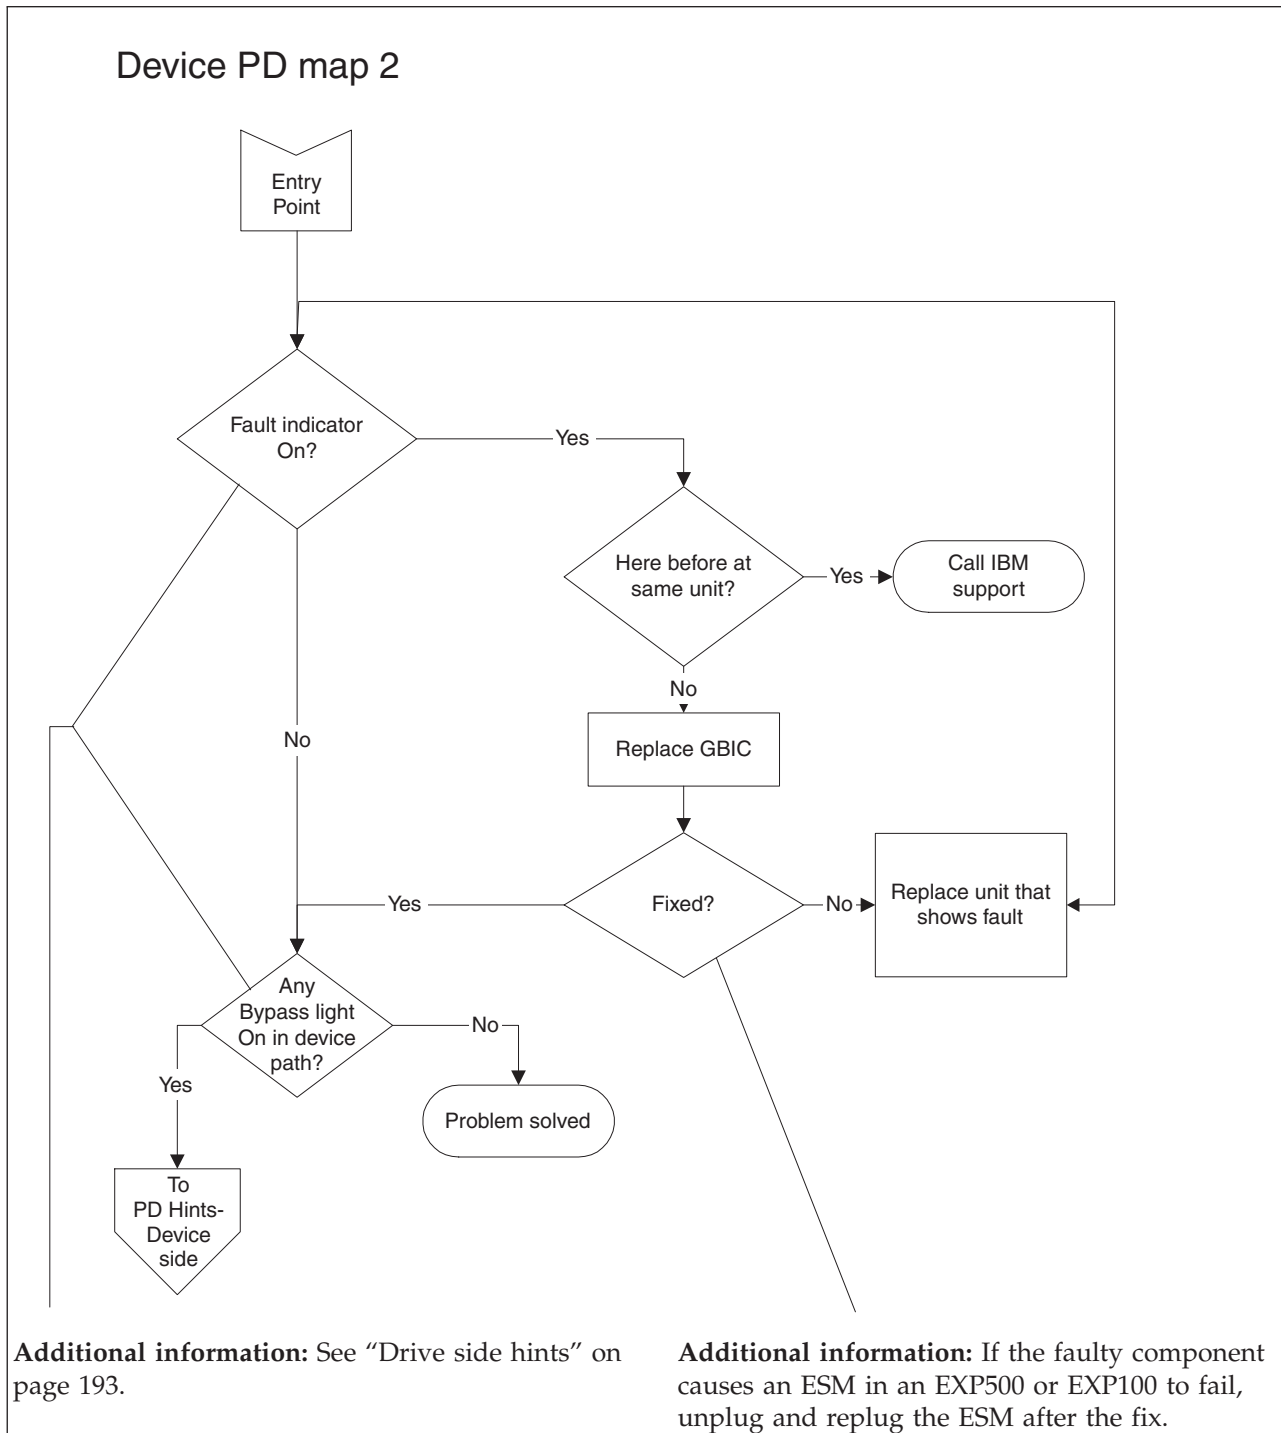 Device PD map 2
Entry
Point
Fault indicator
On?
Yes
Here before at
same unit?
Yes
Call IBM
support
No
No
Replace GBIC
Fixed?
Yes
No
Replace unit that
shows fault
Any
Bypass light
On in device
path?
No
Yes
Problem solved
To
PD Hints-
Device
side
Additional information: See “Drive side hints” on
page 193.
Additional information: If the faulty component
causes an ESM in an EXP500 or EXP100 to fail,
unplug and replug the ESM after the fix.